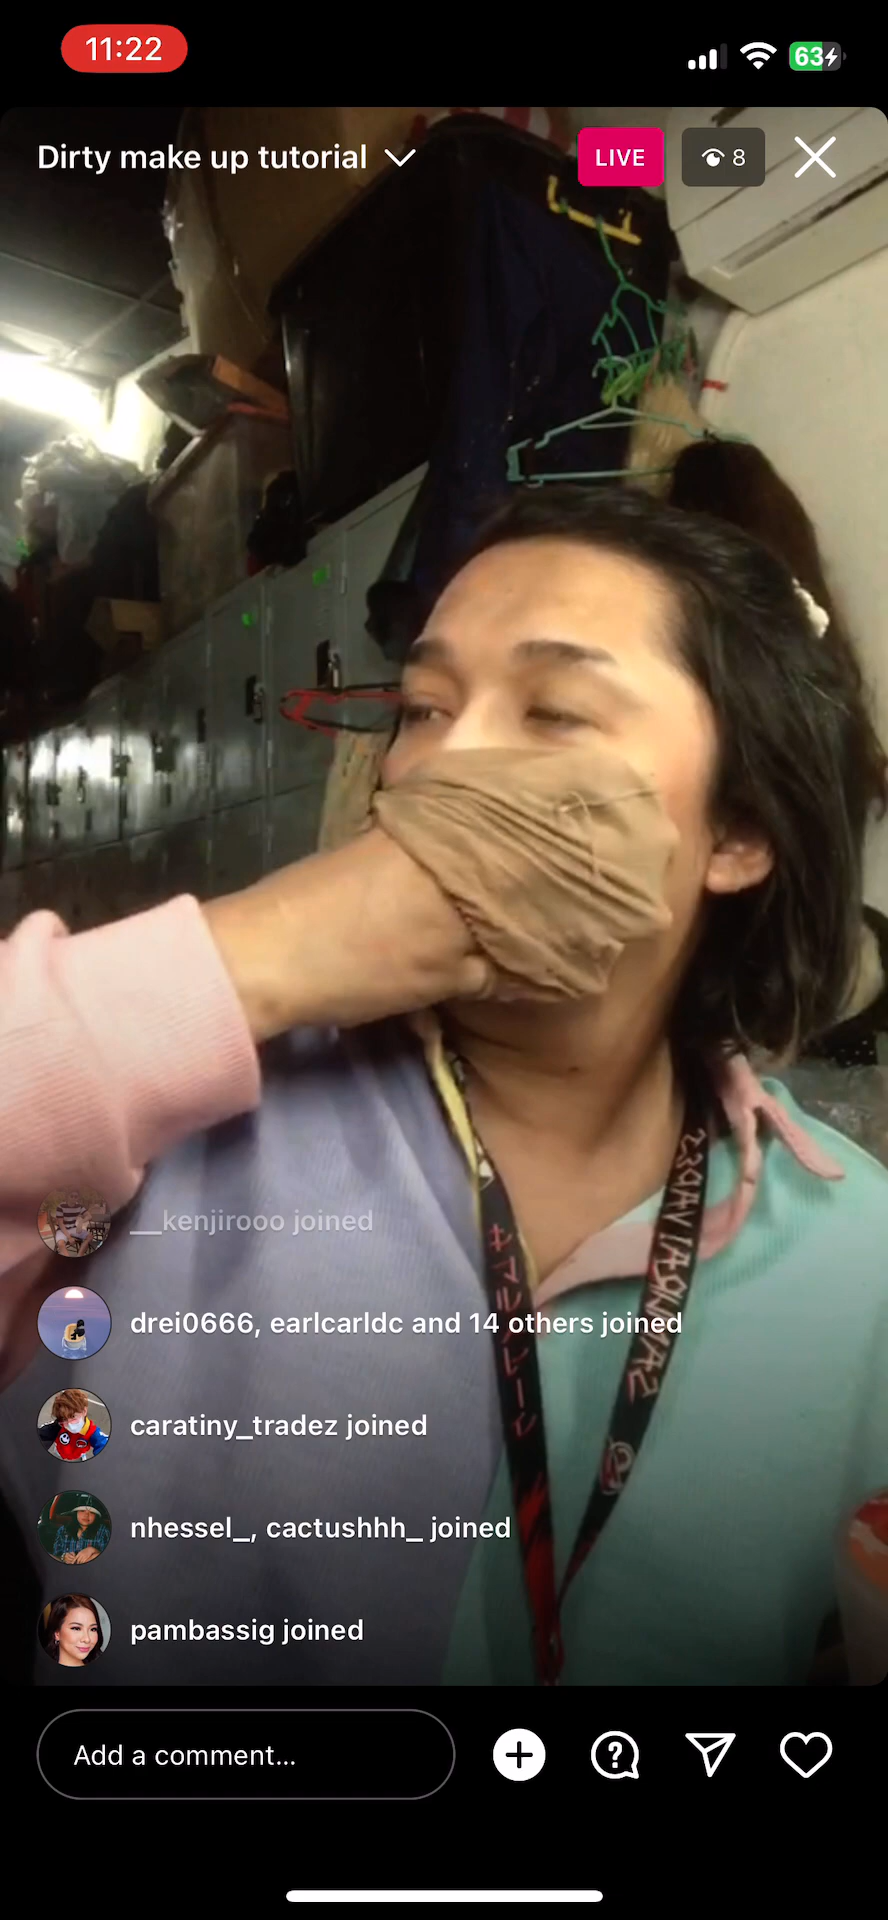 11:22
63
Dirty make up tutorial
LIVE
8
__kenjirooo joined
drei0666, earlcarldc and 14 others joined
caratiny_tradez joined
nhessel_, cactushhh_ joined
pambassig joined
Add a comment...